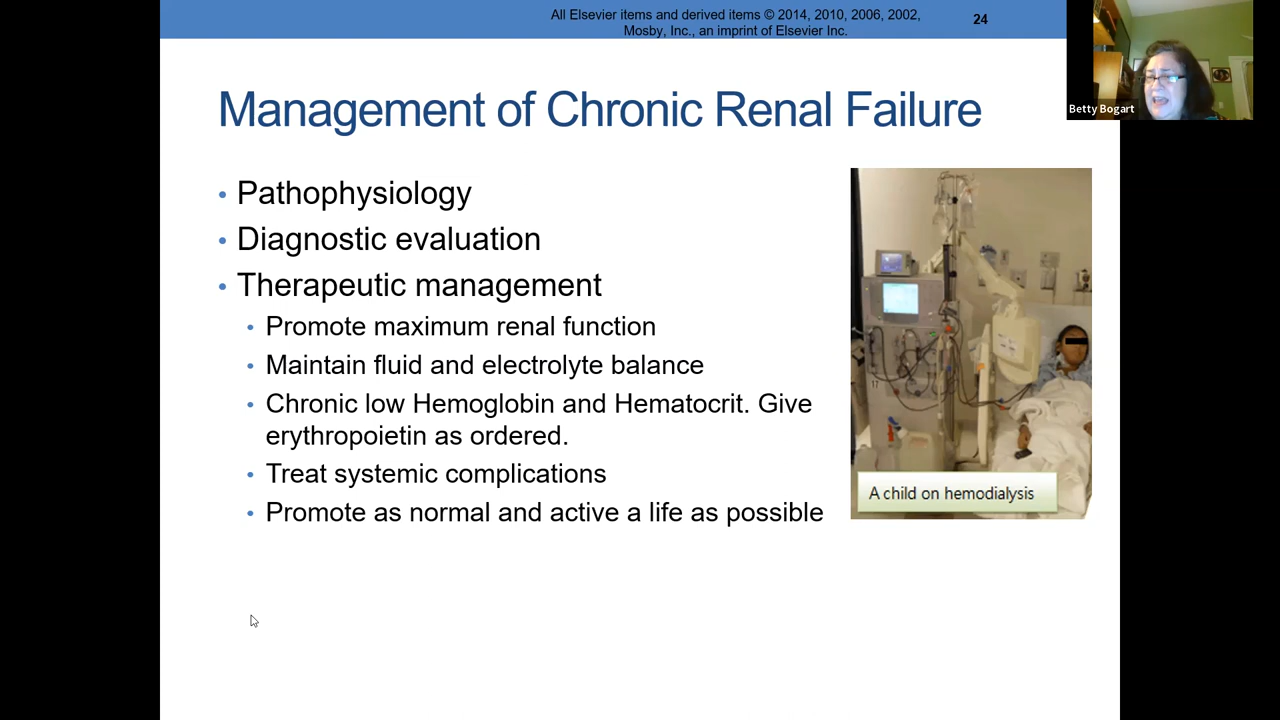 All Elsevier items and derived items © 2014, 2010, 2006, 2002,
Mosby, Inc., an imprint of Elsevier Inc.
24
Betty Bogart
Management of Chronic Renal Failure
• Pathophysiology
• Diagnostic evaluation
• Therapeutic management
• Promote maximum renal function
• Maintain fluid and electrolyte balance
• Chronic low Hemoglobin and Hematocrit. Give
erythropoietin as ordered.
• Treat systemic complications
• Promote as normal and active a life as possible
17
A child on hemodialysis